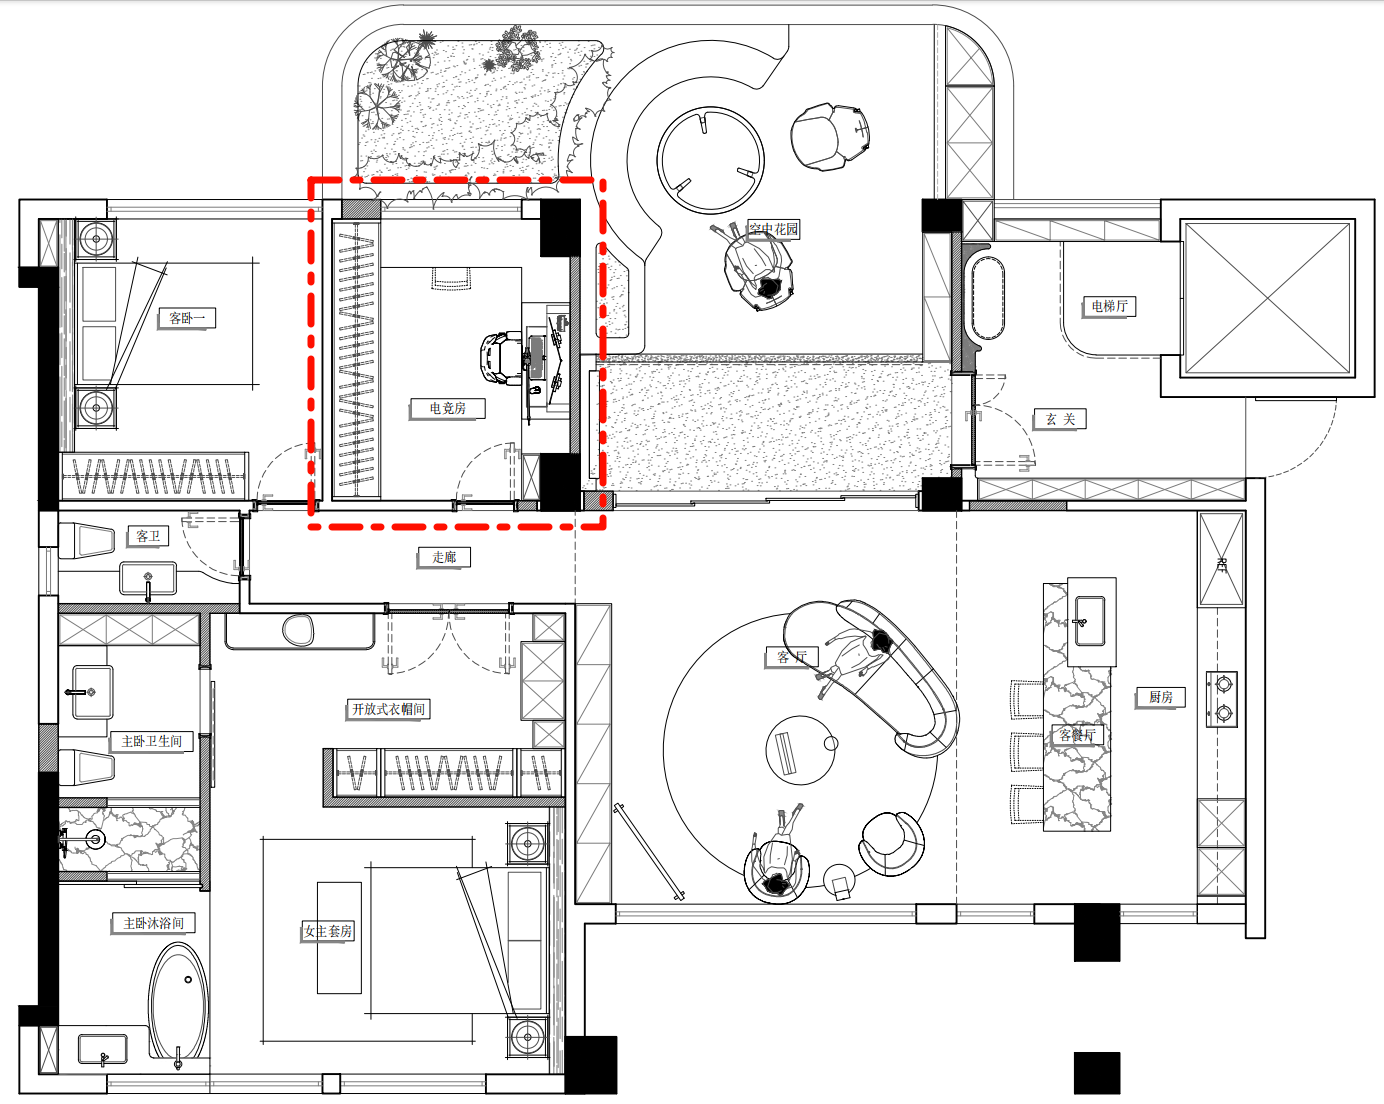 空中花园
客卧一
电梯厅
电竞房
玄 关
客卫
走廊
REF
客 厅
开放式衣帽间
厨房
主卧卫生间
客餐厅
主卧沐浴间
女主套房